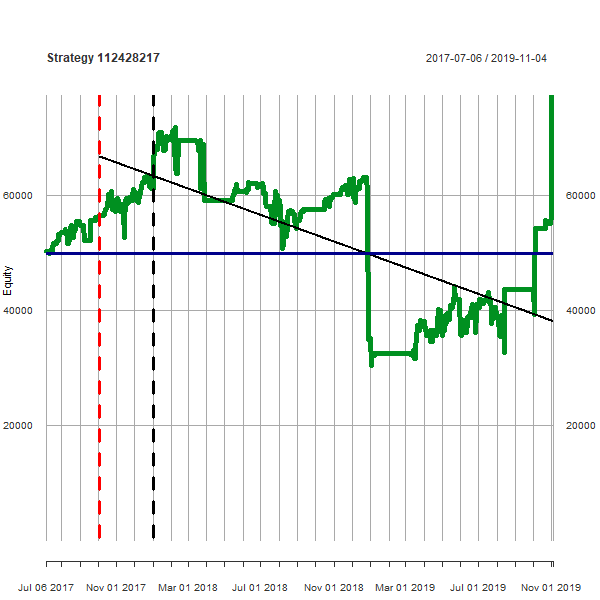 Strategy 112428217
2017-07-06 / 2019-11-04
60000
60000
Equity
40000
40000
20000
20000
Jul 06 2017
Nov 01 2017
Mar 01 2018
Jul 01 2018
Nov 01 2018
Mar 01 2019
Jul 01 2019
Nov 01 2019